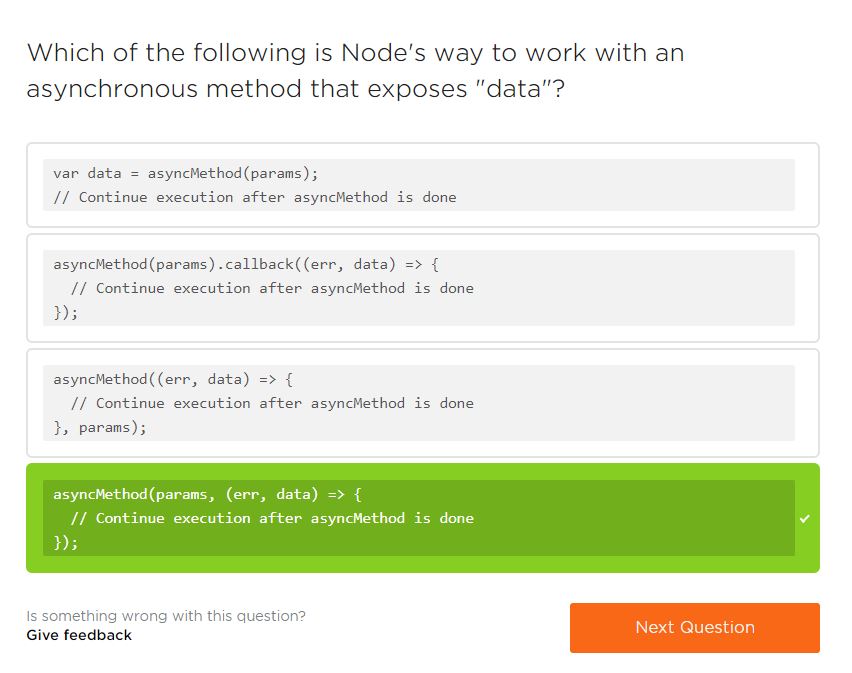 Which of the following is Node's way to work with an
asynchronous method that exposes "data"?
var data = asyncMethod(params);
// Continue execution after asyncMethod is done
asyncMethod(params).callback((err, data) => {
  // Continue execution after asyncMethod is done
});
asyncMethod((err, data) => {
  // Continue execution after asyncMethod is done
}, params);
asyncMethod(params, (err, data) => {
  // Continue execution after asyncMethod is done
});
Is something wrong with this question?
Give feedback
Next Question